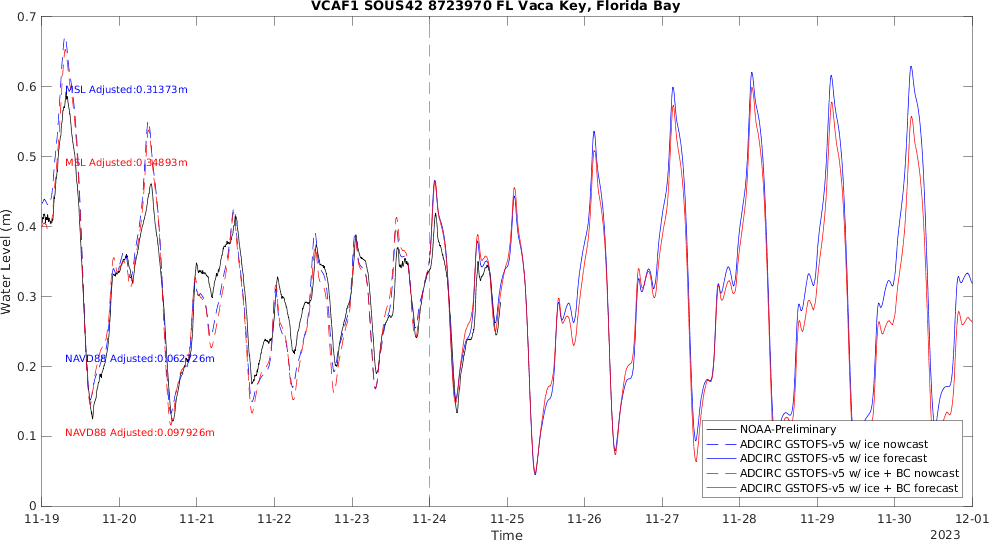 VCAF1 SOUS42 8723970 FL Vaca Key, Florida Bay
Water Level (m)
0.7
0.6
0.5
0.4
0.3
0.2
0.1
0
MSL Adjusted:0.31373m
MSL Adjusted:0.34893m
NAVD88 Adjusted:0.062726m
NAVD88 Adjusted:0.097926m
NOAA-Preliminary
ADCIRC GSTOFS-v5 w/ ice nowcast
ADCIRC GSTOFS-v5 w/ ice forecast
ADCIRC GSTOFS-v5 w/ ice + BC nowcast
ADCIRC GSTOFS-v5 w/ ice + BC forecast
11-19 11-20 11-21 11-22 11-23 11-24 11-25 11-26 11-27 11-28 11-29 11-30 12-01
Time
2023